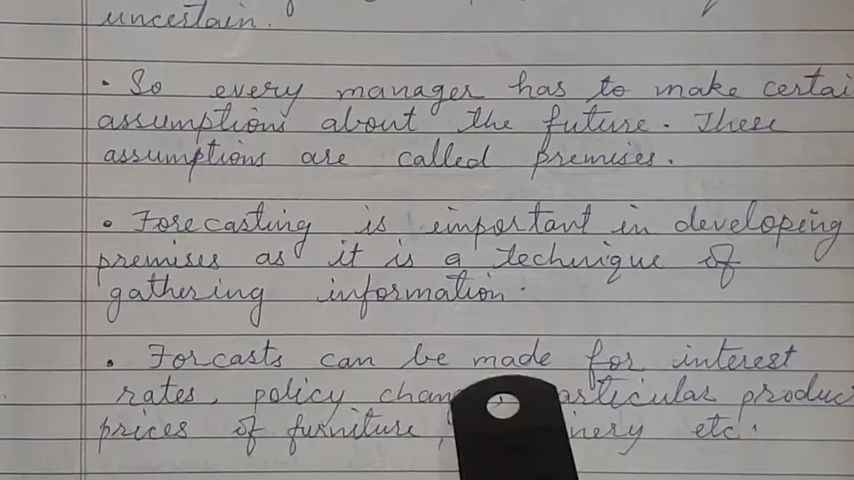 uncertain.
· So every manager has to make certai
assumptions about the future. These
assumptions are called premises.
· Forecasting is important in developing
premises as it is a technique of
gathering information.
· Forcasts can be made for interest
rates, policy chang articular produc
prices of furniture, inery etc.